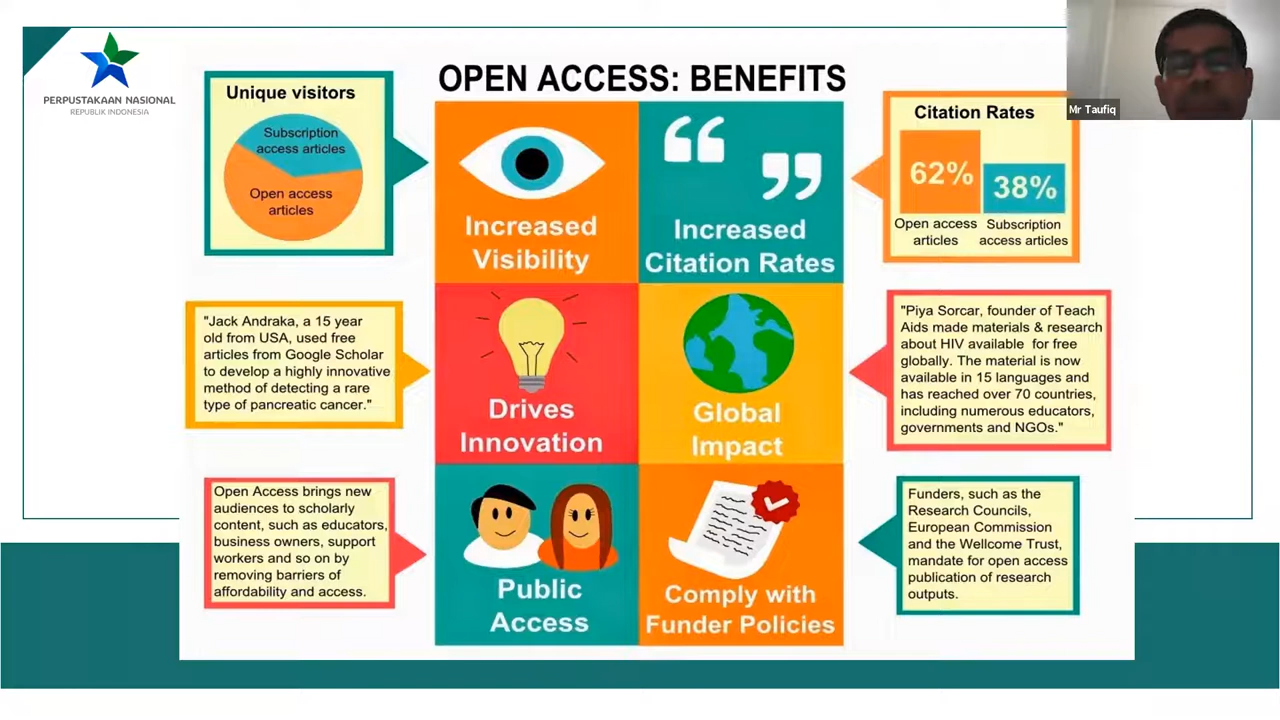 PERPUSTAKAAN NASIONAL
REPUBLIK INDONESIA
OPEN ACCESS: BENEFITS
Mr Taufiq
Unique visitors
Subscription
access articles
Open access
articles
Increased
Visibility
Increased
Citation Rates
Citation Rates
62%
38%
Open access
articles
Subscription
access articles
"Jack Andraka, a 15 year
old from USA, used free
articles from Google Scholar
to develop a highly innovative
method of detecting a rare
type of pancreatic cancer."
Drives
Innovation
Global
Impact
"Piya Sorcar, founder of Teach
Aids made materials & research
about HIV available for free
globally. The material is now
available in 15 languages and
has reached over 70 countries,
including numerous educators,
governments and NGOs."
Open Access brings new
audiences to scholarly
content, such as educators,
business owners, support
workers and so on by
removing barriers of
affordability and access.
Public
Access
Comply with
Funder Policies
Funders, such as the
Research Councils,
European Commission
and the Wellcome Trust,
mandate for open access
publication of research
outputs.